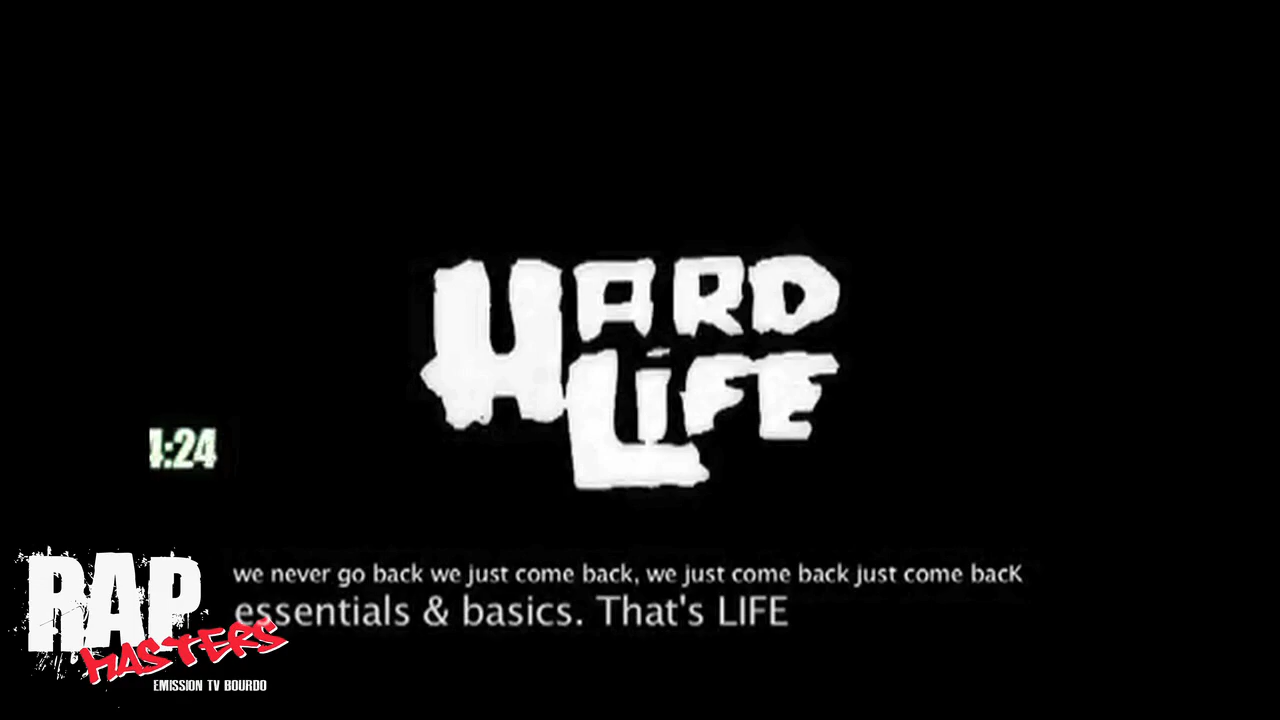 HARD
LiFE
4:24
we never go back we just come back, we just come back just come bacK
essentials & basics. That's LIFE
RAP
MASTERS
EMISSION TV BOURDO